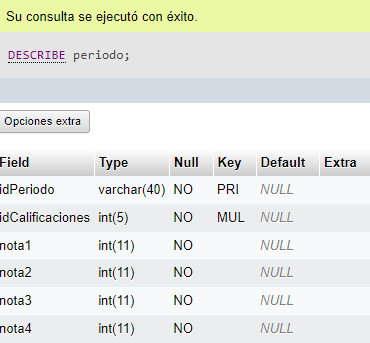 Su consulta se ejecutó con éxito.
DESCRIBE periodo;
Opciones extra
Field Type Null Key Default Extra
idPeriodo varchar(40) NO PRI NULL
idCalificaciones int(5) NO MUL NULL
nota1 int(11) NO NULL
nota2 int(11) NO NULL
nota3 int(11) NO NULL
nota4 int(11) NO NULL